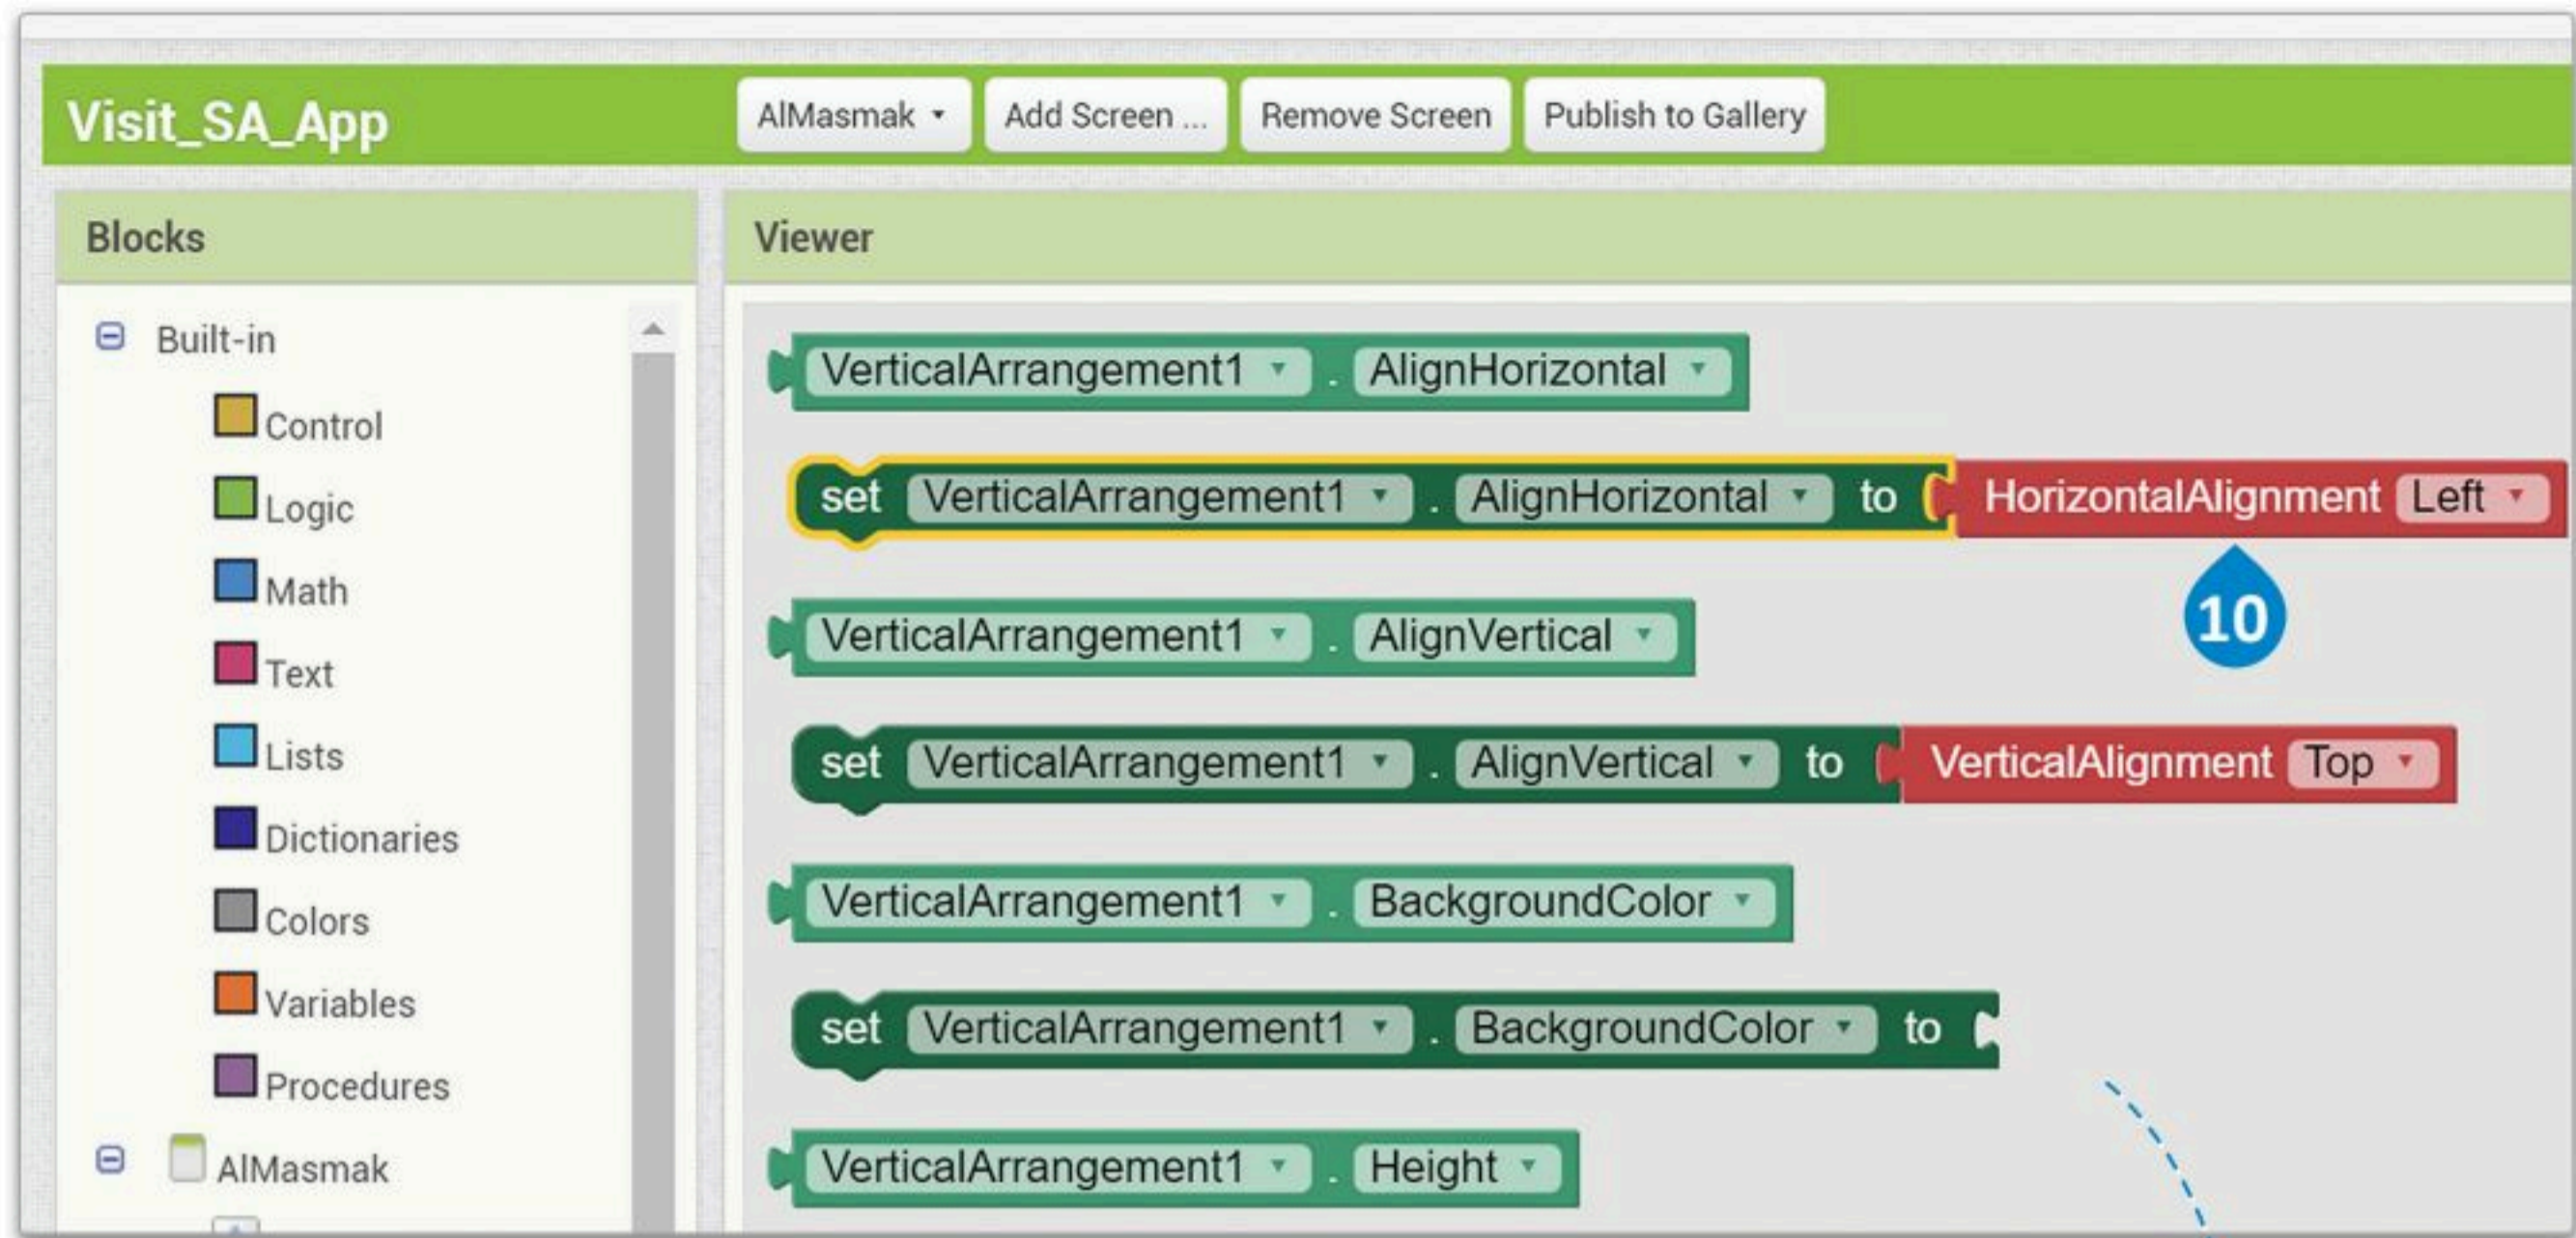 Visit_SA_App
AlMasmak Add Screen ... Remove Screen Publish to Gallery
Blocks
Built-in
Control
Logic
Math
Text
Lists
Dictionaries
Colors
Variables
Procedures
AlMasmak
Viewer
VerticalArrangement1 . AlignHorizontal
set VerticalArrangement1 . AlignHorizontal to HorizontalAlignment Left
10
VerticalArrangement1 . AlignVertical
set VerticalArrangement1 . AlignVertical to VerticalAlignment Top
VerticalArrangement1 . BackgroundColor
set VerticalArrangement1 . BackgroundColor to
VerticalArrangement1 . Height